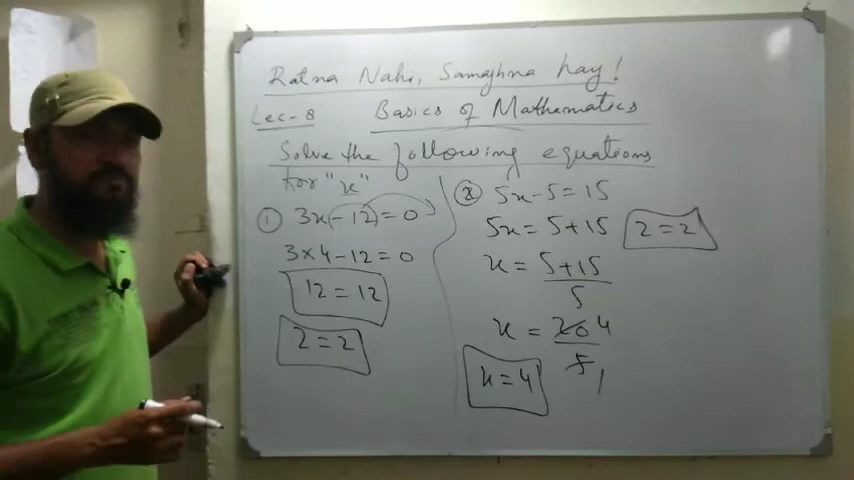 Ratna Nahi, Samajhna hay!
Lec-8 Basics of Mathematics
Solve the following equations
for "x"
① 3x(-12)=0
3×4-12=0
12=12
2=2
② 5x-5=15
5x=5+15
x=5+15
5
x=20 4
5 1
x=4
2=2